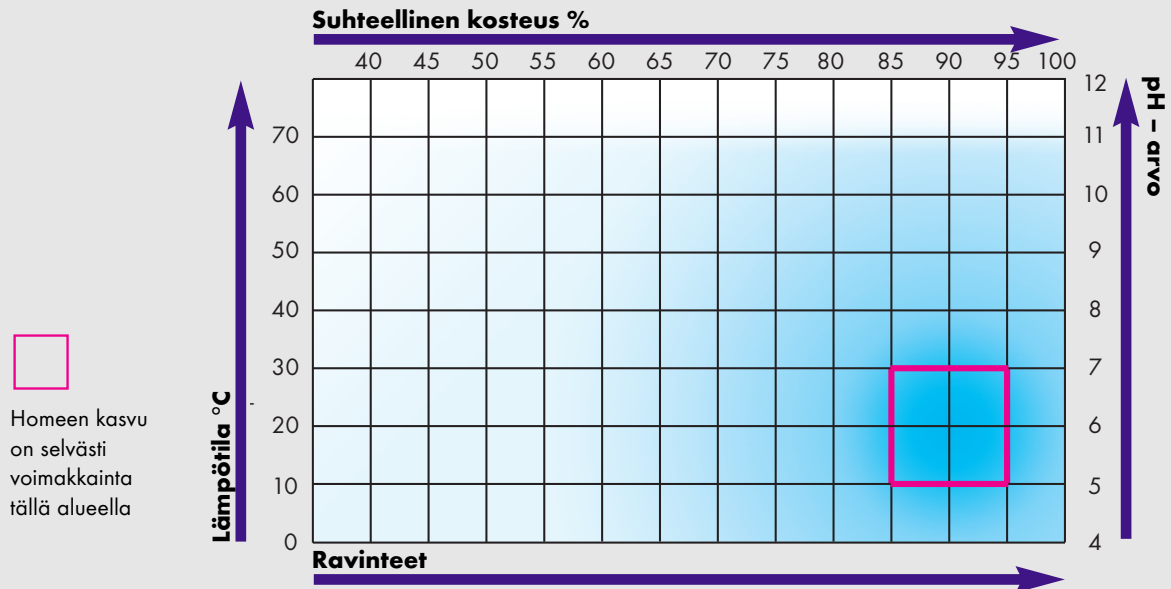 Suhteellinen kosteus %
40 45 50 55 60 65 70 75 80 85 90 95 100
70
60
50
40
30
20
10
0
Lämpötila °C
12
11
10
9
8
7
6
5
4
pH – arvo
Ravinteet
Homeen kasvu
on selvästi
voimakkainta
tällä alueella